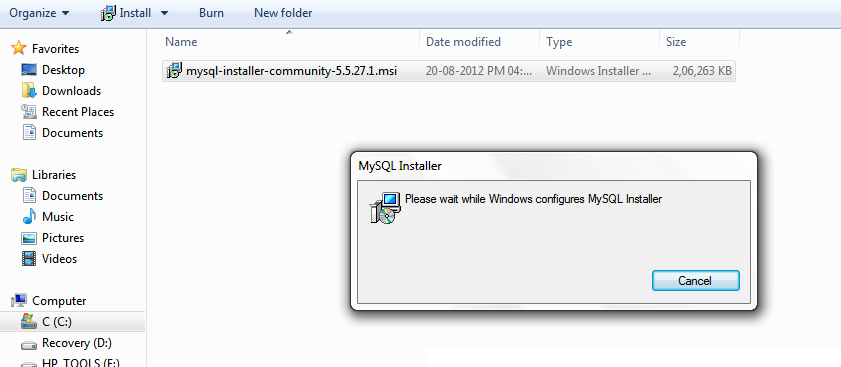 Organize Install Burn New folder
Favorites
Desktop
Downloads
Recent Places
Documents
Libraries
Documents
Music
Pictures
Videos
Computer
C (C:)
Recovery (D:)
HP_TOOLS (E:)
Name Date modified Type Size
mysql-installer-community-5.5.27.1.msi 20-08-2012 PM 04:... Windows Installer ... 2,06,263 KB
MySQL Installer
Please wait while Windows configures MySQL Installer
Cancel